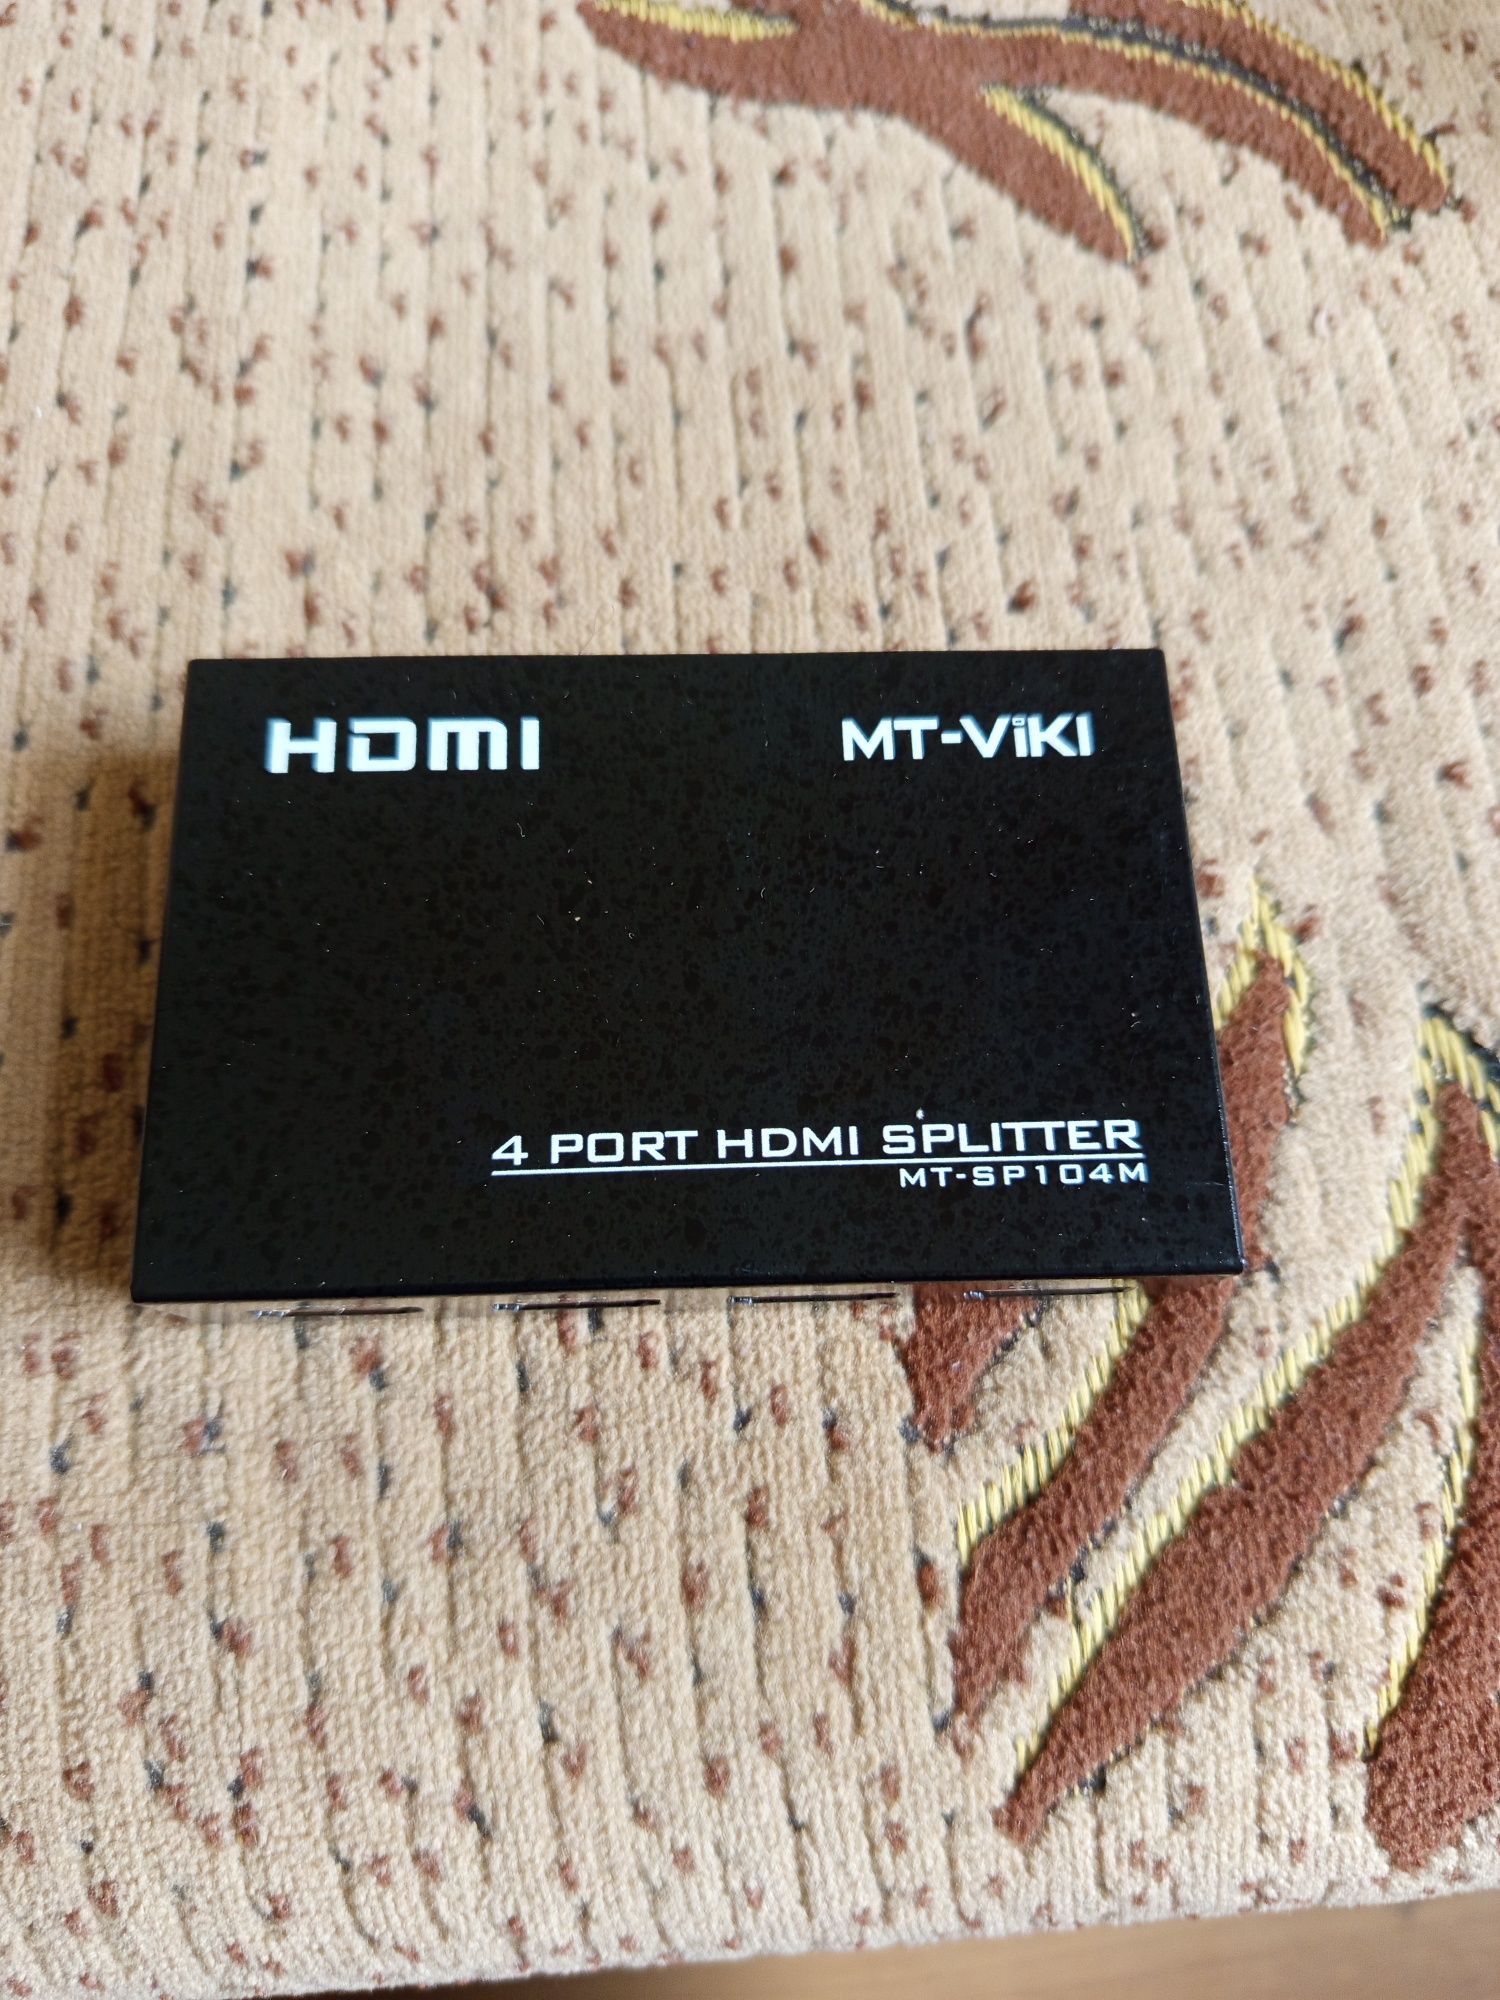 HDMI
MT-ViKI
4 PORT HDMI SPLITTER
MT-SP104M